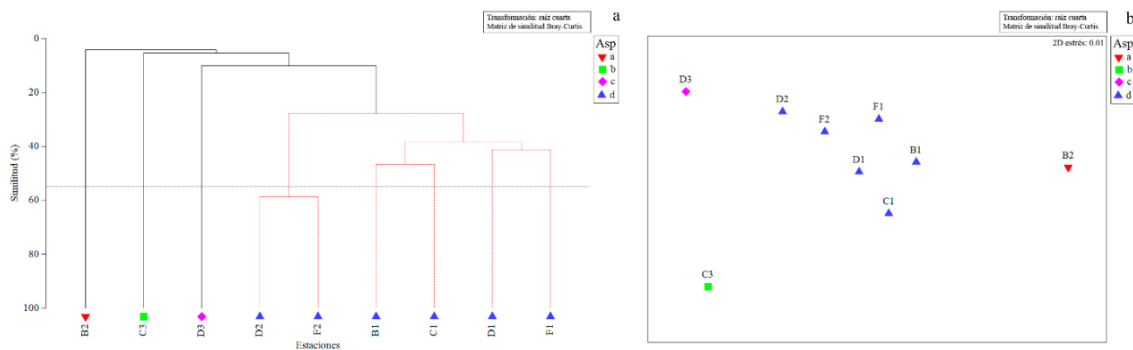 Transformación: raíz cuarta
Matriz de similitud Bray-Curtis
a
Asp
a
b
c
d
0
20
40
60
80
100
Similitud (%)
B2
C3
D3
D2
F2
B1
C1
D1
F1
Estaciones
Transformación: raíz cuarta
Matriz de similitud Bray-Curtis
b
2D estrés: 0.01
Asp
a
b
c
d
D3
D2
F2
F1
D1
B1
B2
C1
C3